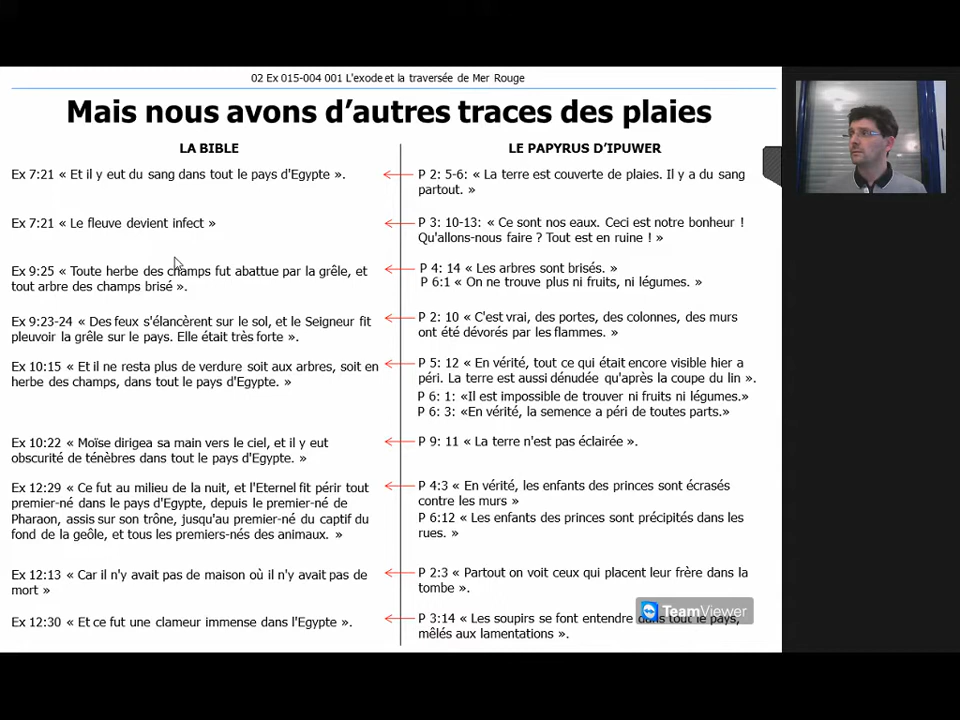 02 Ex 015-004 001 L'exode et la traversée de Mer Rouge
Mais nous avons d'autres traces des plaies
LA BIBLE
Ex 7:21 « Et il y eut du sang dans tout le pays d'Egypte ».
Ex 7:21 « Le fleuve devient infect »
Ex 9:25 « Toute herbe des champs fut abattue par la grêle, et
tout arbre des champs brisé ».
Ex 9:23-24 « Des feux s'élancèrent sur le sol, et le Seigneur fit
pleuvoir la grêle sur le pays. Elle était très forte ».
Ex 10:15 « Et il ne resta plus de verdure soit aux arbres, soit en
herbe des champs, dans tout le pays d'Egypte. »
Ex 10:22 « Moïse dirigea sa main vers le ciel, et il y eut
obscurité de ténèbres dans tout le pays d'Egypte. »
Ex 12:29 « Ce fut au milieu de la nuit, et l'Eternel fit périr tout
premier-né dans le pays d'Egypte, depuis le premier-né de
Pharaon, assis sur son trône, jusqu'au premier-né du captif du
fond de la geôle, et tous les premiers-nés des animaux. »
Ex 12:13 « Car il n'y avait pas de maison où il n'y avait pas de
mort »
Ex 12:30 « Et ce fut une clameur immense dans l'Egypte ».
LE PAPYRUS D'IPUWER
P 2: 5-6: « La terre est couverte de plaies. Il y a du sang
partout. »
P 3: 10-13: « Ce sont nos eaux. Ceci est notre bonheur !
Qu'allons-nous faire ? Tout est en ruine ! »
P 4: 14 « Les arbres sont brisés. »
P 6:1 « On ne trouve plus ni fruits, ni légumes. »
P 2: 10 « C'est vrai, des portes, des colonnes, des murs
ont été dévorés par les flammes. »
P 5: 12 « En vérité, tout ce qui était encore visible hier a
péri. La terre est aussi dénudée qu'après la coupe du lin ».
P 6: 1: «Il est impossible de trouver ni fruits ni légumes.»
P 6: 3: «En vérité, la semence a péri de toutes parts.»
P 9: 11 « La terre n'est pas éclairée ».
P 4:3 « En vérité, les enfants des princes sont écrasés
contre les murs »
P 6:12 « Les enfants des princes sont précipités dans les
rues. »
P 2:3 « Partout on voit ceux qui placent leur frère dans la
tombe ».
P 3:14 « Les soupirs se font entendre dans tout le pays,
mêlés aux lamentations ».
TeamViewer